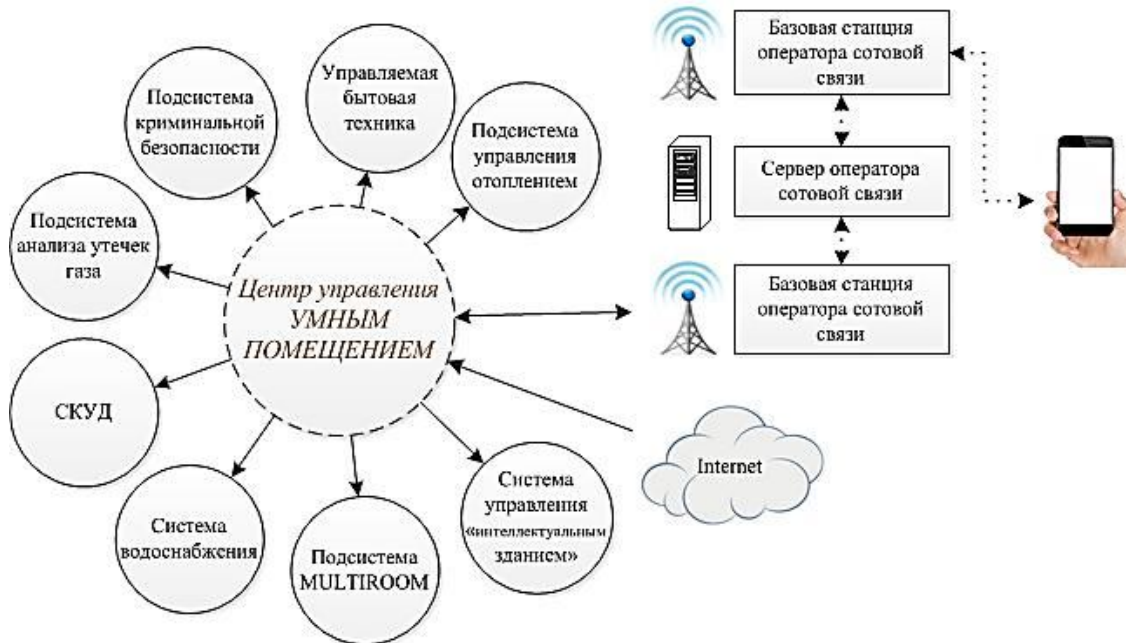 Управляемая
бытовая
техника
Подсистема
криминальной
безопасности
Подсистема
управления
отоплением
Подсистема
анализа утечек
газа
Центр управления
УМНЫМ
ПОМЕЩЕНИЕМ
СКУД
Система
водоснабжения
Подсистема
MULTIROOM
Система
управления
«интеллектуальным
зданием»
Базовая станция
оператора сотовой
связи
Сервер оператора
сотовой связи
Базовая станция
оператора сотовой
связи
Internet